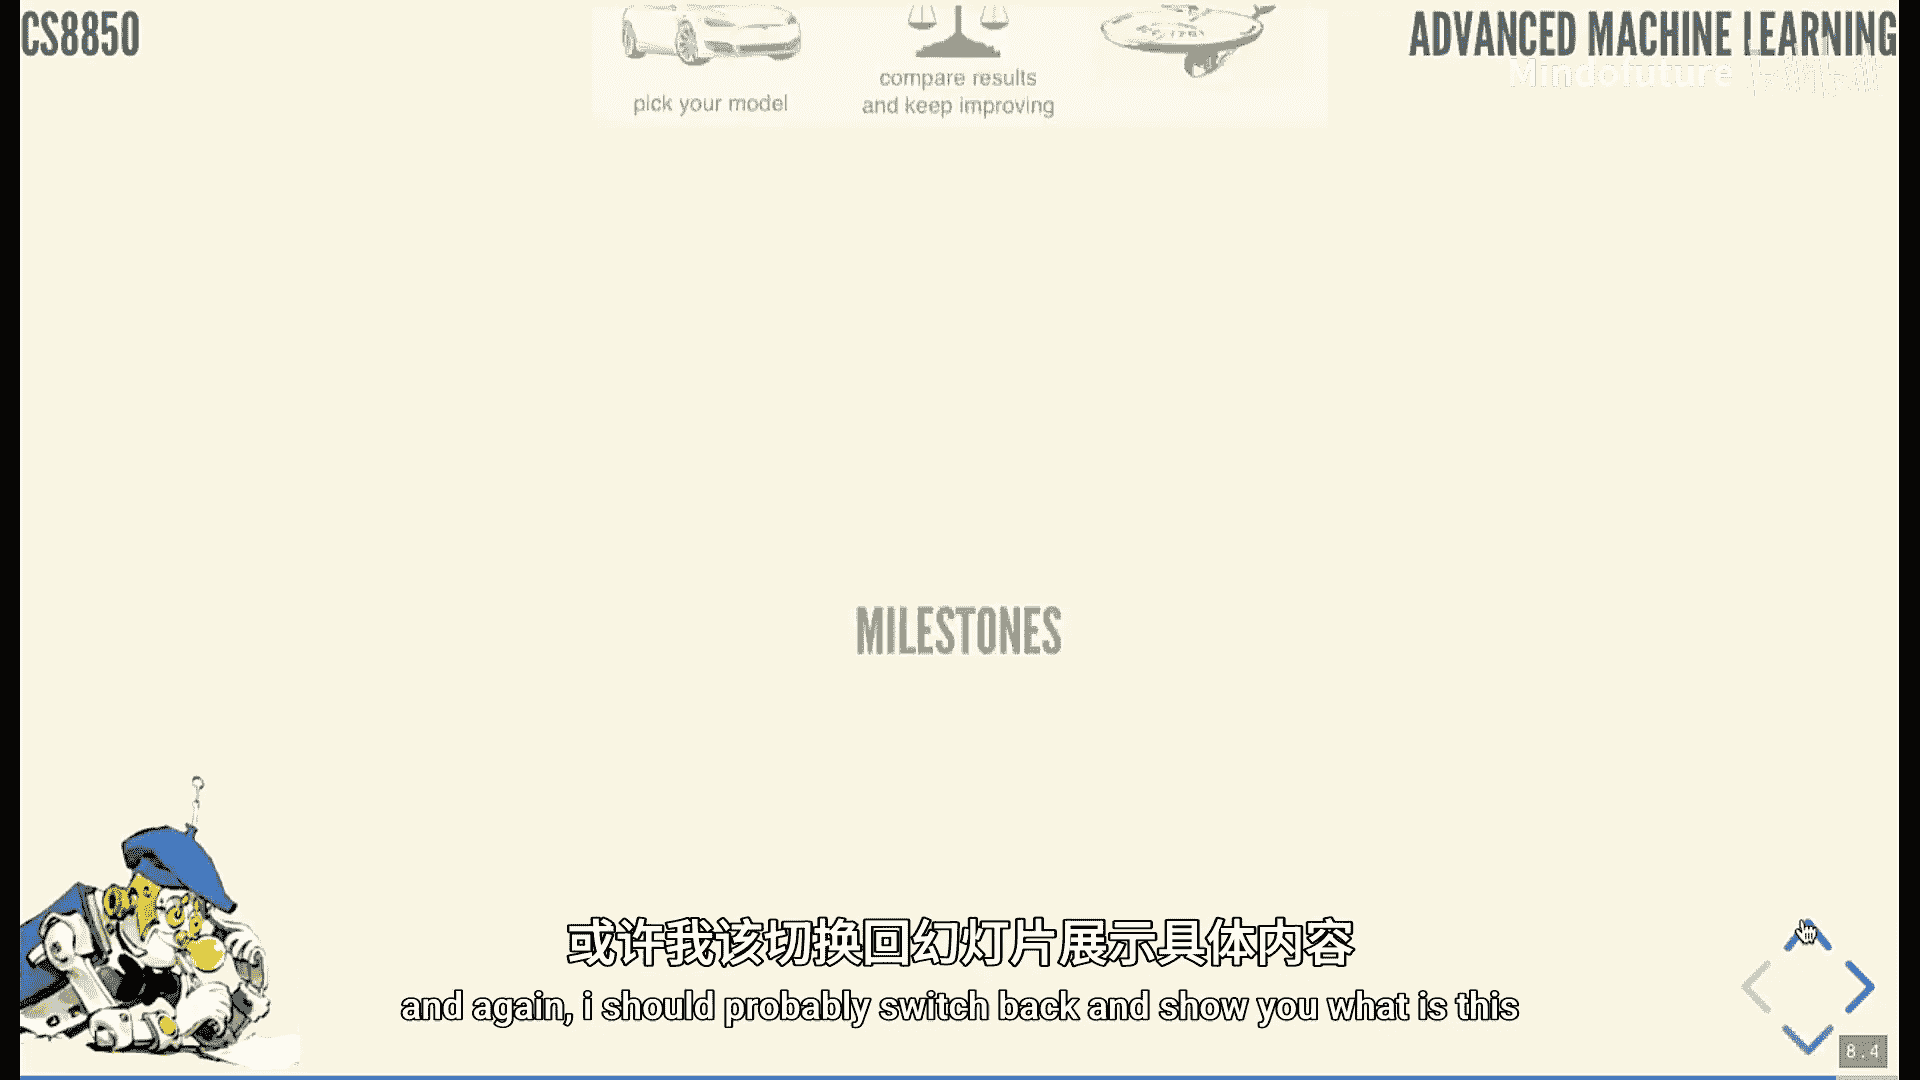 CS8850
ADVANCED MACHINE LEARNING
Mindofuture
pick your model
compare results
and keep improving
MILESTONES
或许我该切换回幻灯片展示具体内容
and again, i should probably switch back and show you what is this
8.4